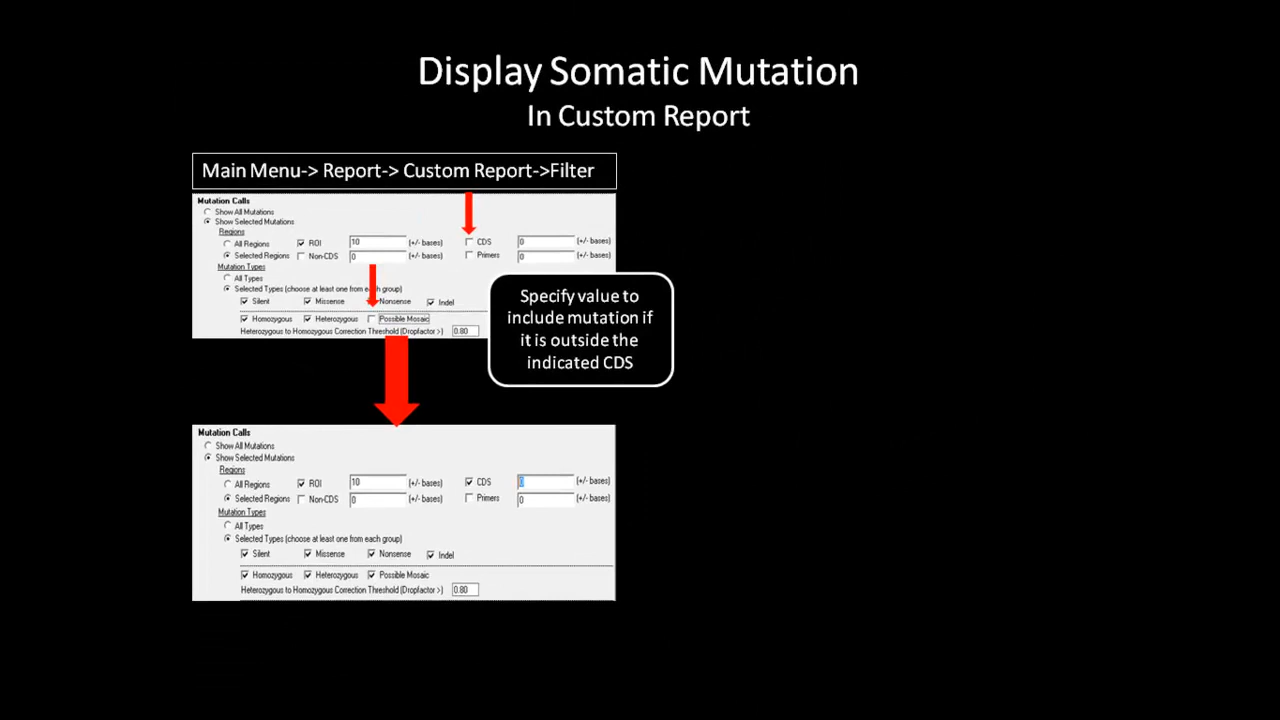 Display Somatic Mutation
In Custom Report
Main Menu-> Report-> Custom Report->Filter
Mutation Calls
Show All Mutations
Show Selected Mutations
Regions
All Regions ROI 10 (+/- bases) CDS 0 (+/- bases)
Selected Regions Non-CDS 0 (+/- bases) Primers 0 (+/- bases)
Mutation Types
All Types
Selected Types (choose at least one from each group)
Silent Missense Nonsense Indel
Homozygous Heterozygous Possible Mosaic
Heterozygous to Homozygous Correction Threshold (Dropfactor >) 0.80
Specify value to
include mutation if
it is outside the
indicated CDS
Mutation Calls
Show All Mutations
Show Selected Mutations
Regions
All Regions ROI 10 (+/- bases) CDS 0 (+/- bases)
Selected Regions Non-CDS 0 (+/- bases) Primers 0 (+/- bases)
Mutation Types
All Types
Selected Types (choose at least one from each group)
Silent Missense Nonsense Indel
Homozygous Heterozygous Possible Mosaic
Heterozygous to Homozygous Correction Threshold (Dropfactor >) 0.80